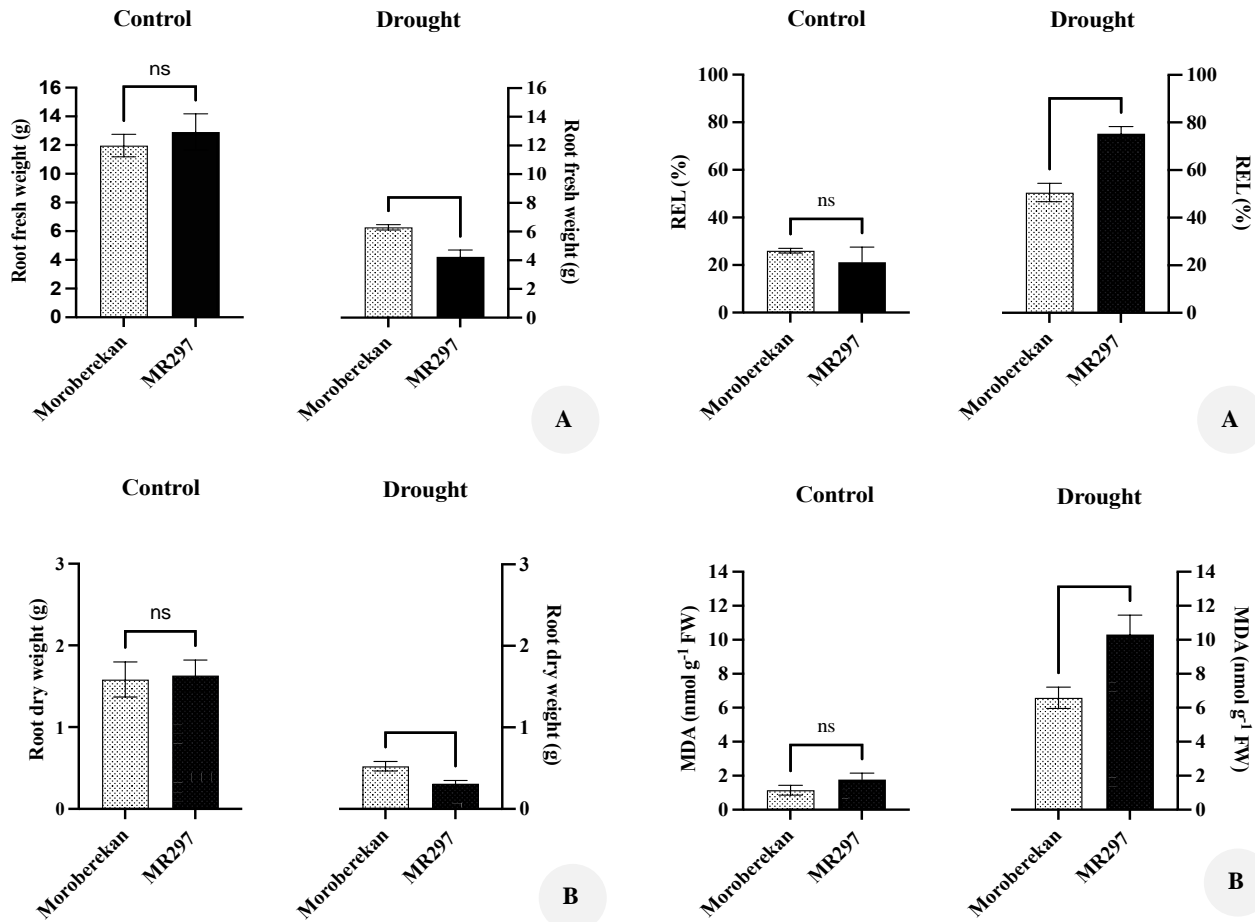 Control
Drought
ns
16
14
12
10
8
6
4
2
0
Root fresh weight (g)
Moroberekan
MR297
16
14
12
10
8
6
4
2
0
Root fresh weight (g)
Moroberekan
MR297
A
Control
Drought
ns
100
80
60
40
20
0
REL (%)
Moroberekan
MR297
100
80
60
40
20
0
REL (%)
Moroberekan
MR297
A
Control
Drought
ns
3
2
1
0
Root dry weight (g)
Moroberekan
MR297
3
2
1
0
Root dry weight (g)
Moroberekan
MR297
B
Control
Drought
ns
14
12
10
8
6
4
2
0
MDA (nmol g⁻¹ FW)
Moroberekan
MR297
14
12
10
8
6
4
2
0
MDA (nmol g⁻¹ FW)
Moroberekan
MR297
B